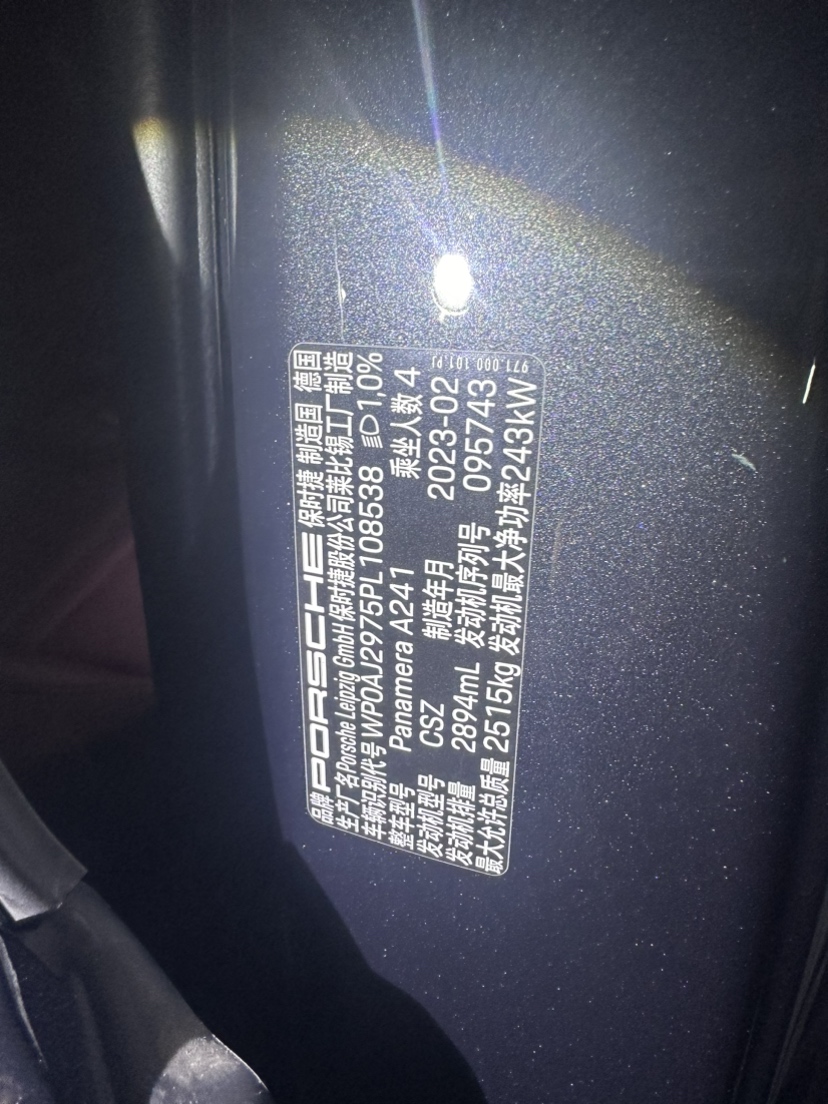 品牌 PORSCHE 保时捷 制造国 德国
生产厂名 Porsche Leipzig GmbH 保时捷股份公司莱比锡工厂制造
车辆识别代号 WP0AJ2975PL108538 1,0%
整车型号 Panamera A241 乘坐人数 4
发动机型号 CSZ 制造年月 2023-02
发动机排量 2894mL 发动机序列号 095743
最大允许总质量 2515kg 发动机最大净功率 243kW
971.000.101.PJ